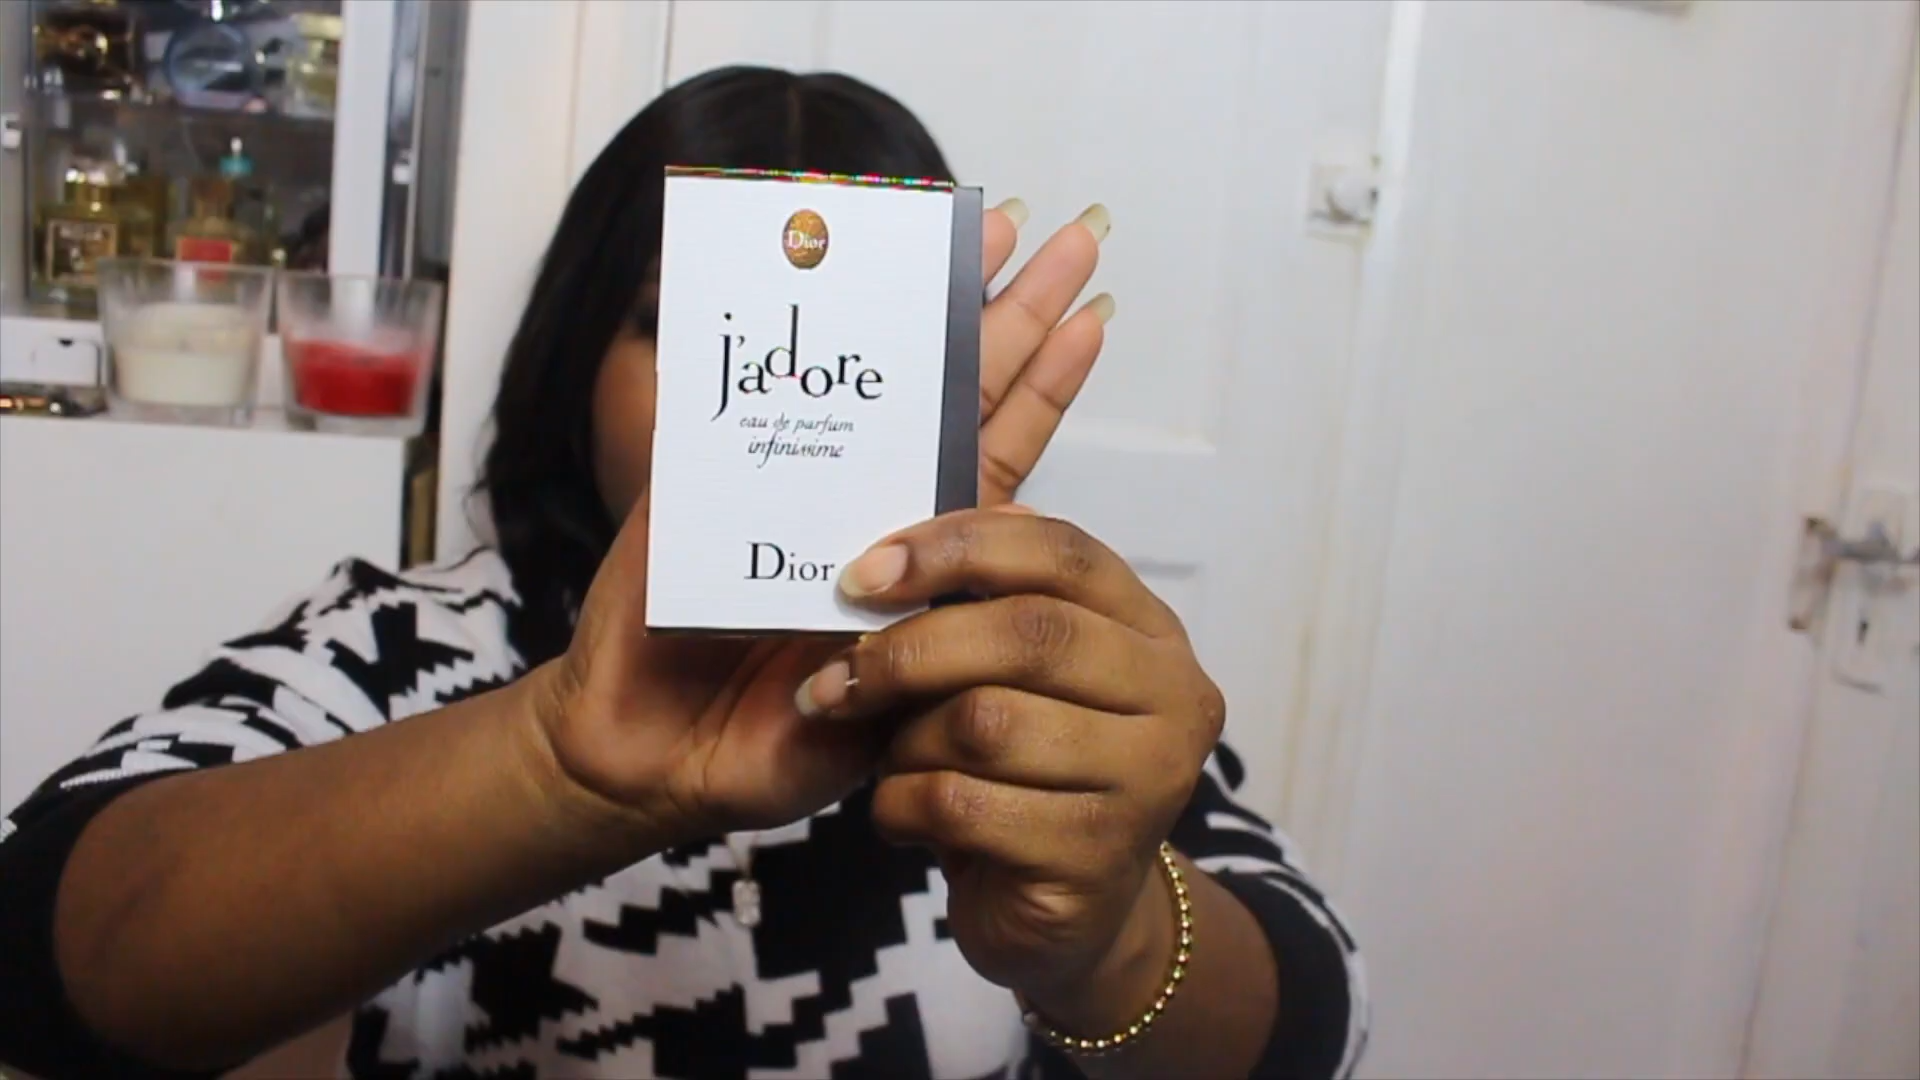 Dior
j'adore
eau de parfum
infinissime
Dior